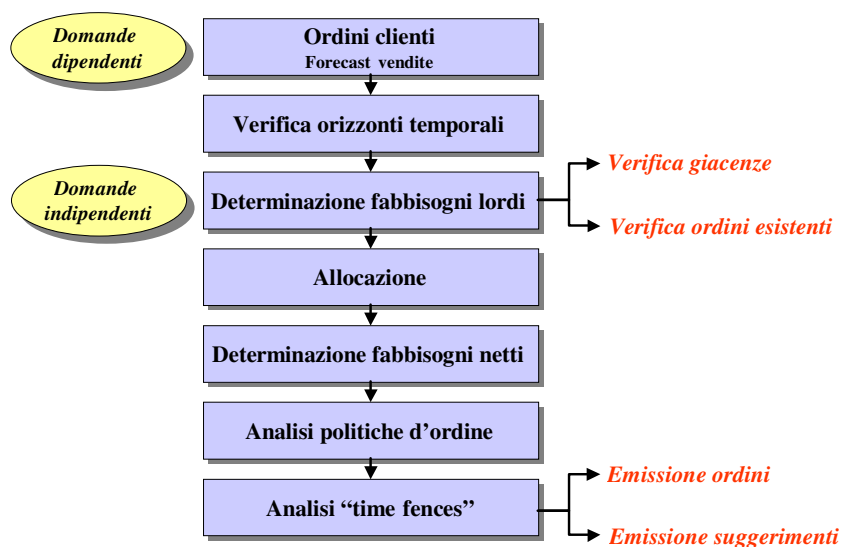 Domande
dipendenti
Ordini clienti
Forecast vendite
Verifica orizzonti temporali
Verifica giacenze
Domande
indipendenti
Determinazione fabbisogni lordi
Verifica ordini esistenti
Allocazione
Determinazione fabbisogni netti
Analisi politiche d'ordine
Emissione ordini
Analisi “time fences”
Emissione suggerimenti